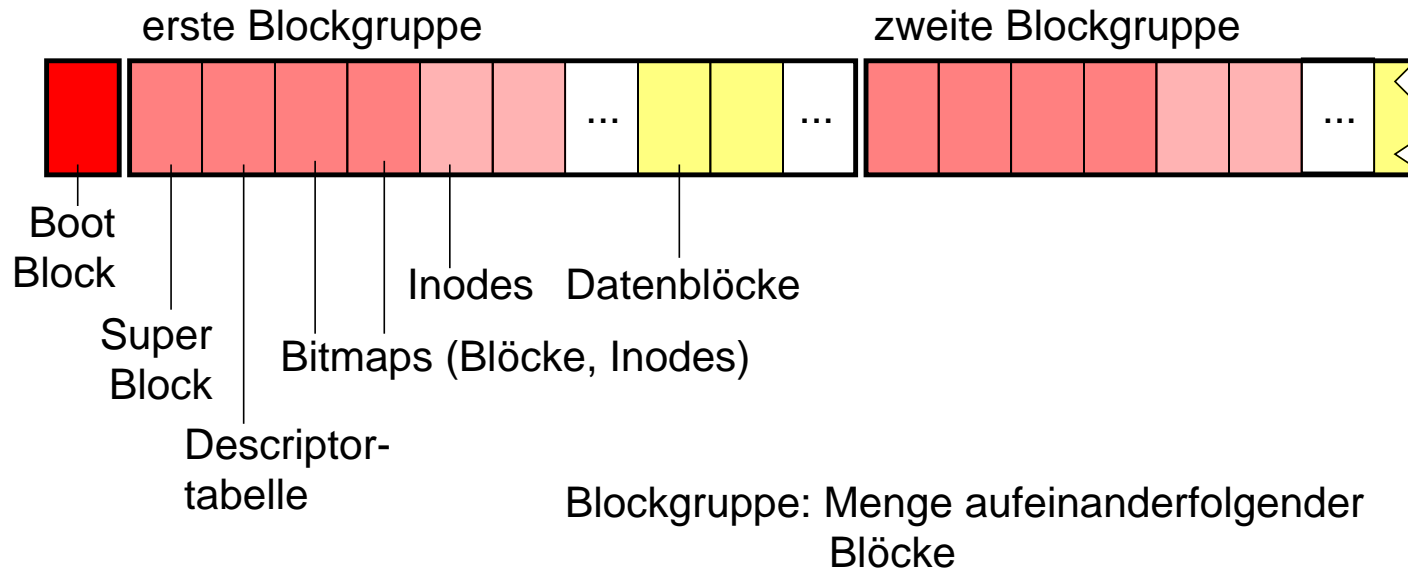 erste Blockgruppe
zweite Blockgruppe
...
...
...
Boot
Block
Inodes
Datenblöcke
Super
Block
Bitmaps (Blöcke, Inodes)
Descriptor-
tabelle
Blockgruppe: Menge aufeinanderfolgender
Blöcke